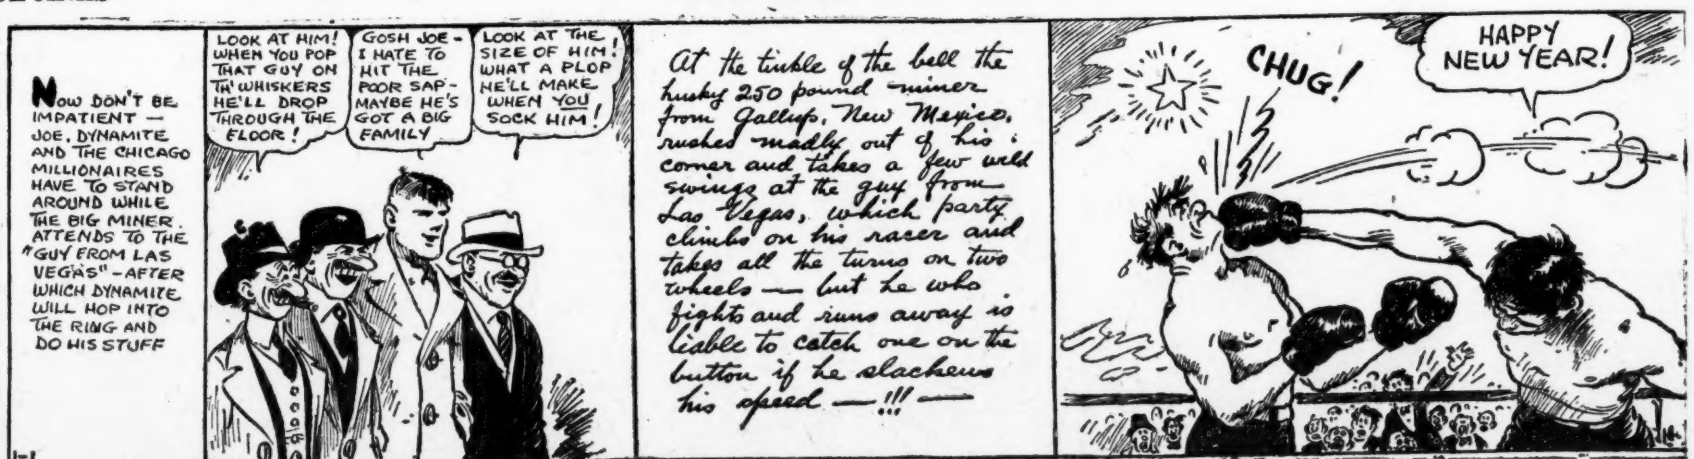 NOW DON'T BE
IMPATIENT —
JOE DYNAMITE
AND THE CHICAGO
MILLIONAIRES
HAVE TO STAND
AROUND WHILE
THE BIG MINER
ATTENDS TO THE
"GUY FROM LAS
VEGAS" - AFTER
WHICH DYNAMITE
WILL HOP INTO
THE RING AND
DO HIS STUFF
1-1
LOOK AT HIM!
WHEN YOU POP
THAT GUY ON
TH' WHISKERS
HE'LL DROP
THROUGH THE
FLOOR!
GOSH JOE -
I HATE TO
HIT THE
POOR SAP -
MAYBE HE'S
GOT A BIG
FAMILY
LOOK AT THE
SIZE OF HIM!
WHAT A PLOP
HE'LL MAKE
WHEN YOU
SOCK HIM!
At the tinkle of the bell the
husky 250 pound miner
from Gallup, New Mexico,
rushes madly out of his
corner and takes a few wild
swings at the guy from
Las Vegas, which party
climbs on his racer and
takes all the turns on two
wheels — but he who
fights and runs away is
liable to catch one on the
button if he slackens
his speed — !!! —
CHUG!
HAPPY
NEW YEAR!